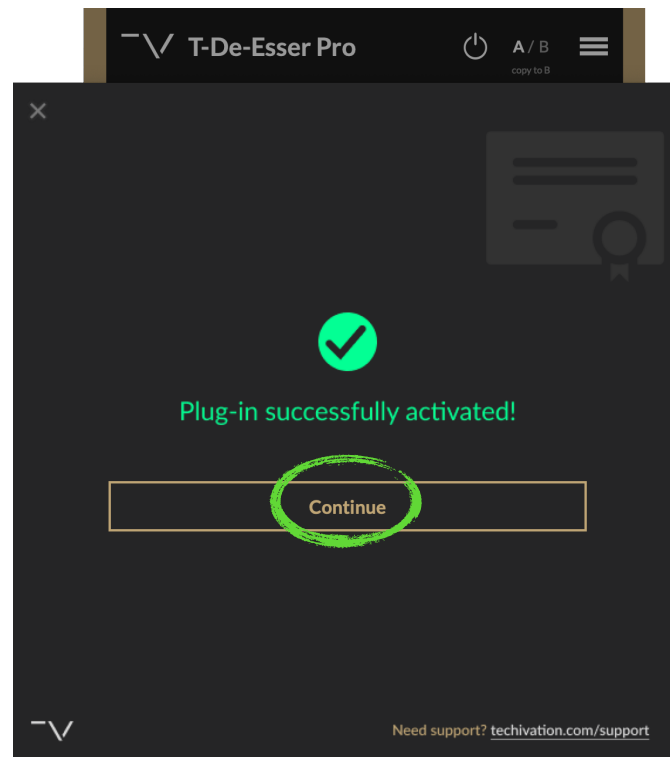 T-De-Esser Pro
A / B
copy to B
Plug-in successfully activated!
Continue
Need support? techivation.com/support